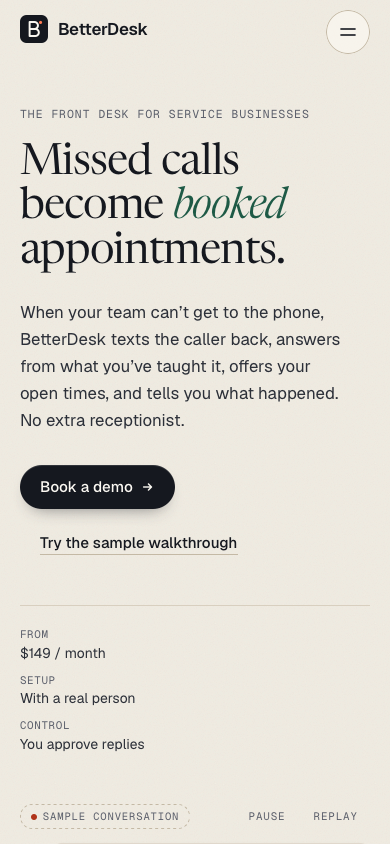 B BetterDesk
THE FRONT DESK FOR SERVICE BUSINESSES
Missed calls
become booked
appointments.
When your team can’t get to the phone,
BetterDesk texts the caller back, answers
from what you’ve taught it, offers your
open times, and tells you what happened.
No extra receptionist.
Book a demo →
Try the sample walkthrough
FROM
$149 / month
SETUP
With a real person
CONTROL
You approve replies
SAMPLE CONVERSATION PAUSE REPLAY